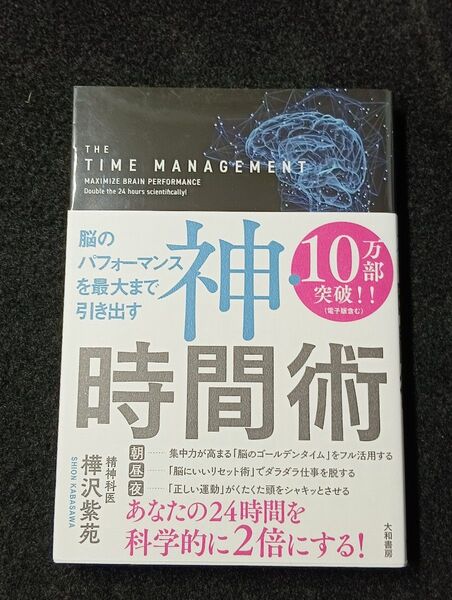 THE
TIME MANAGEMENT
MAXIMIZE BRAIN PERFORMANCE
Double the 24 hours scientifically!
脳の
パフォーマンス
を最大まで
引き出す
神・
時間術
10万部
突破!!
(電子版含む)
朝……集中力が高まる「脳のゴールデンタイム」をフル活用する
昼……「脳にいいリセット術」でダラダラ仕事を脱する
夜……「正しい運動」がくたくた頭をシャキッとさせる
精神科医
樺沢紫苑
SHION KABASAWA
あなたの24時間を
科学的に2倍にする!
大和書房